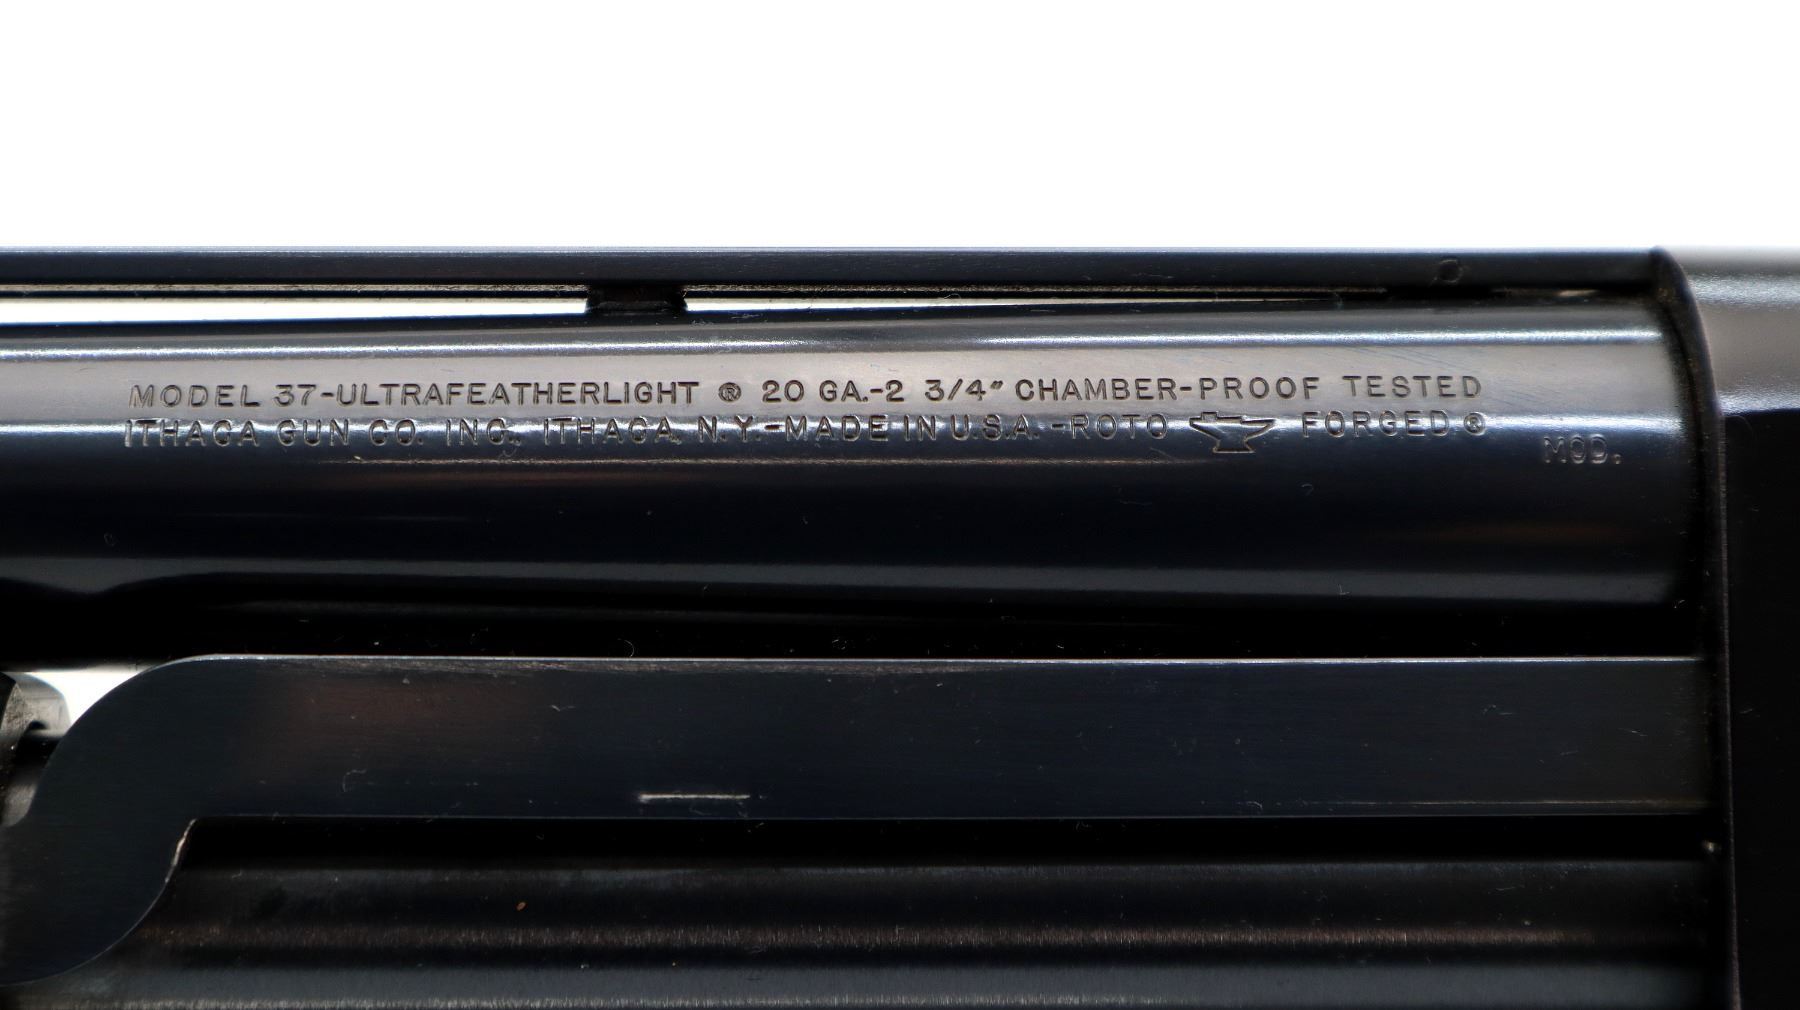 MODEL 37-ULTRAFEATHERLIGHT ® 20 GA.-2 3/4" CHAMBER-PROOF TESTED
ITHACA GUN CO. INC., ITHACA, N.Y.-MADE IN U.S.A. -ROTO FORGED ®
MOD.